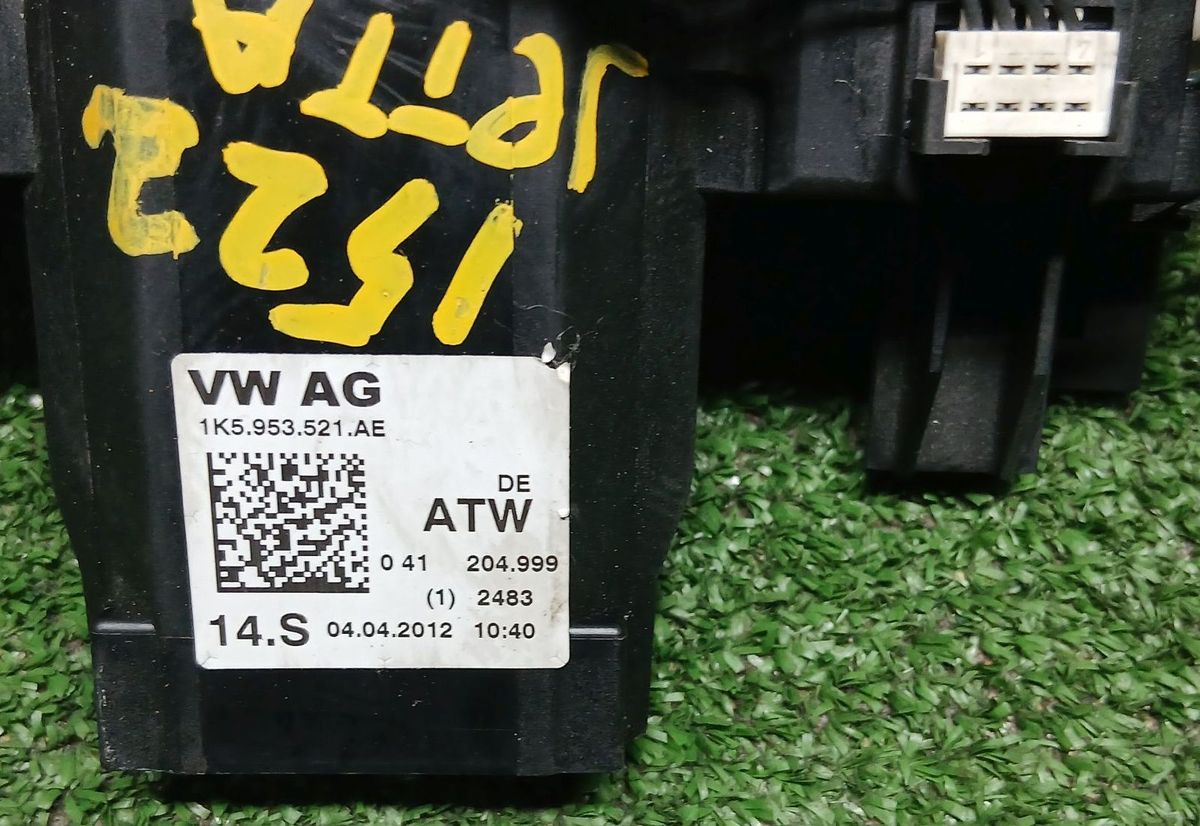 JETTA
VW AG
1K5.953.521.AE
DE
ATW
0 41 204.999
(1) 2483
14.S 04.04.2012 10:40